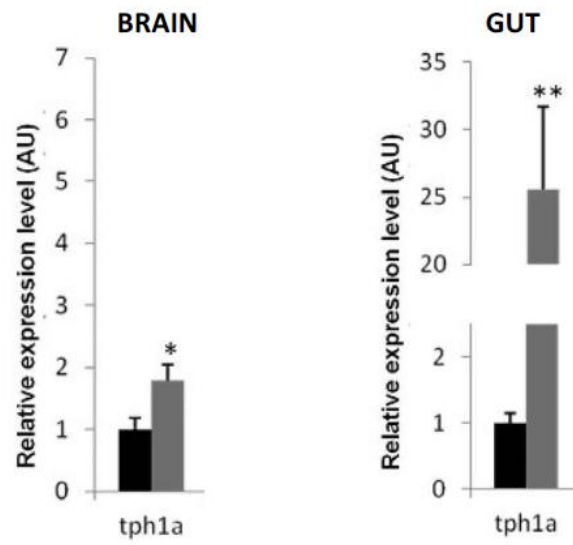 BRAIN
Relative expression level (AU)
7
6
5
4
3
2
1
0
*
tph1a
GUT
Relative expression level (AU)
35
30
25
20
2
1
0
**
tph1a